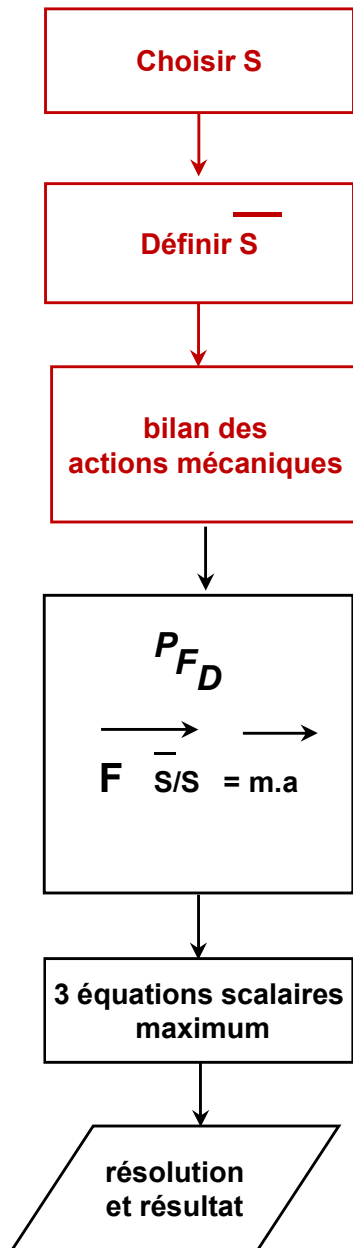 Choisir S
Définir S̅
bilan des
actions mécaniques
PFD
F S̅/S = m.a
3 équations scalaires
maximum
résolution
et résultat